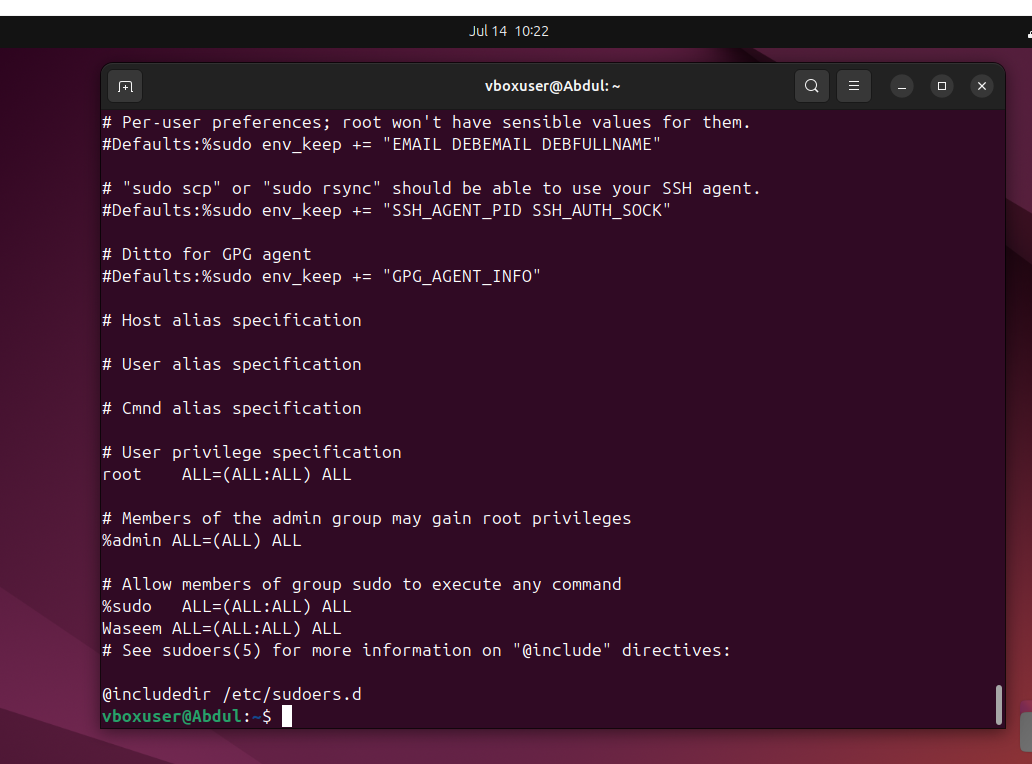 Jul 14 10:22
vboxuser@Abdul: ~
# Per-user preferences; root won't have sensible values for them.
#Defaults:%sudo env_keep += "EMAIL DEBEMAIL DEBFULLNAME"
# "sudo scp" or "sudo rsync" should be able to use your SSH agent.
#Defaults:%sudo env_keep += "SSH_AGENT_PID SSH_AUTH_SOCK"
# Ditto for GPG agent
#Defaults:%sudo env_keep += "GPG_AGENT_INFO"
# Host alias specification
# User alias specification
# Cmnd alias specification
# User privilege specification
root    ALL=(ALL:ALL) ALL
# Members of the admin group may gain root privileges
%admin ALL=(ALL) ALL
# Allow members of group sudo to execute any command
%sudo   ALL=(ALL:ALL) ALL
Waseem ALL=(ALL:ALL) ALL
# See sudoers(5) for more information on "@include" directives:
@includedir /etc/sudoers.d
vboxuser@Abdul:~$